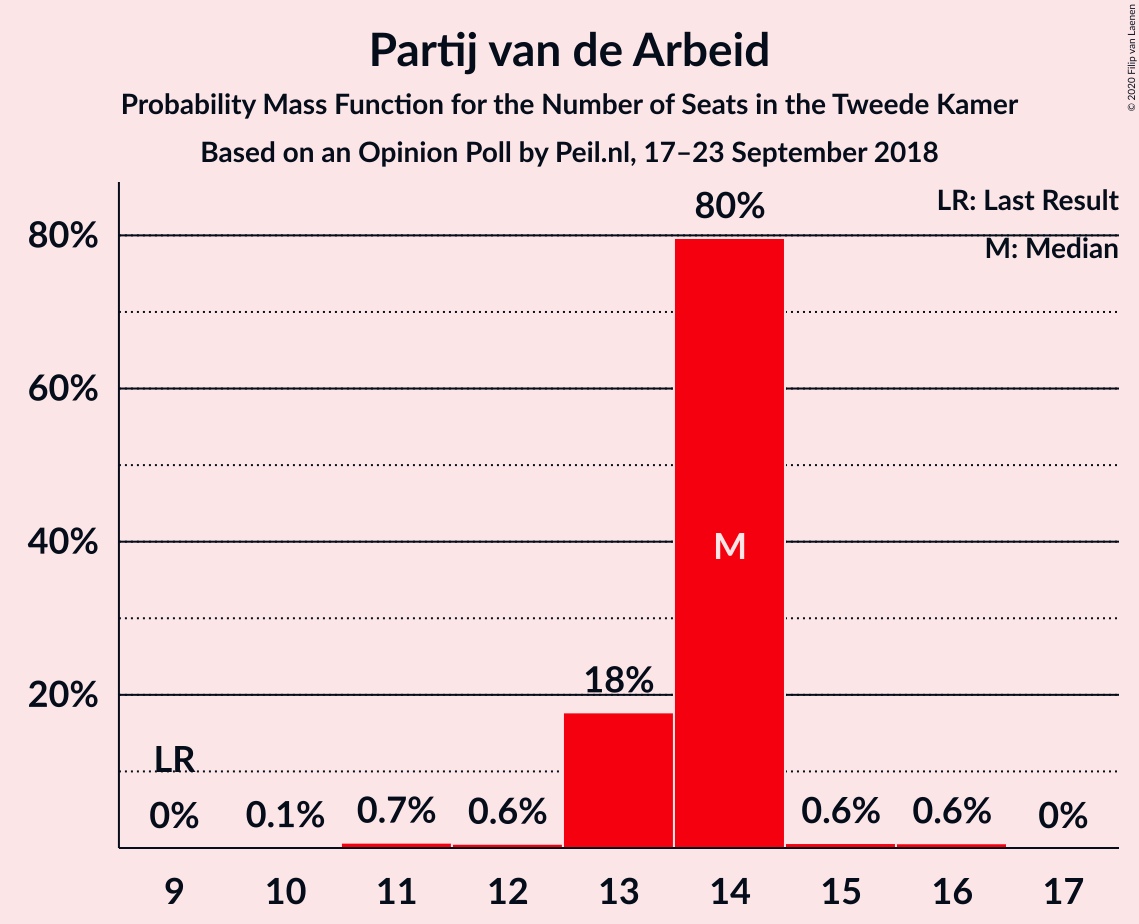 Partij van de Arbeid
Probability Mass Function for the Number of Seats in the Tweede Kamer
Based on an Opinion Poll by Peil.nl, 17–23 September 2018
© 2020 Filip van Laenen
LR: Last Result
M: Median
80%
60%
40%
20%
LR
0%
0.1%
0.7%
0.6%
18%
80%
M
0.6%
0.6%
0%
9 10 11 12 13 14 15 16 17